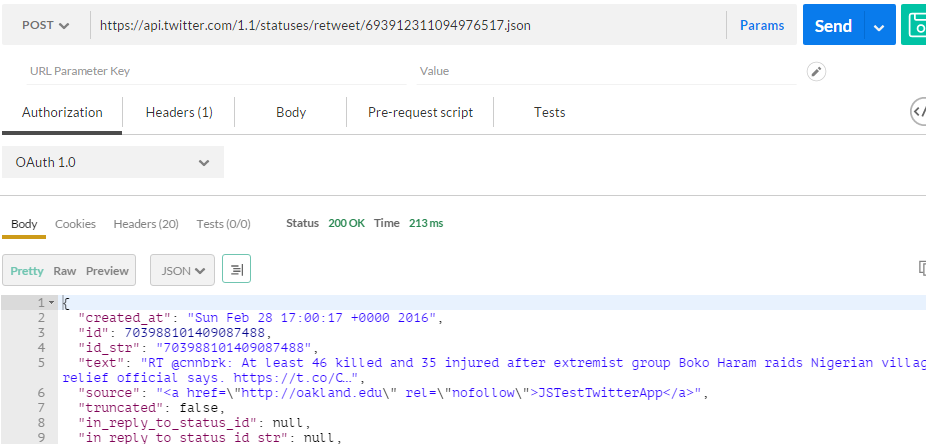 POST https://api.twitter.com/1.1/statuses/retweet/693912311094976517.json Params Send
URL Parameter Key Value
Authorization Headers (1) Body Pre-request script Tests
OAuth 1.0
Body Cookies Headers (20) Tests (0/0) Status 200 OK Time 213 ms
Pretty Raw Preview JSON
1 {
2 "created_at": "Sun Feb 28 17:00:17 +0000 2016",
3 "id": 703988101409087488,
4 "id_str": "703988101409087488",
5 "text": "RT @cnnbrk: At least 46 killed and 35 injured after extremist group Boko Haram raids Nigerian villag
relief official says. https://t.co/C…",
6 "source": "<a href=\"http://oakland.edu\" rel=\"nofollow\">JSTestTwitterApp</a>",
7 "truncated": false,
8 "in_reply_to_status_id": null,
9 "in_reply_to_status_id_str": null,